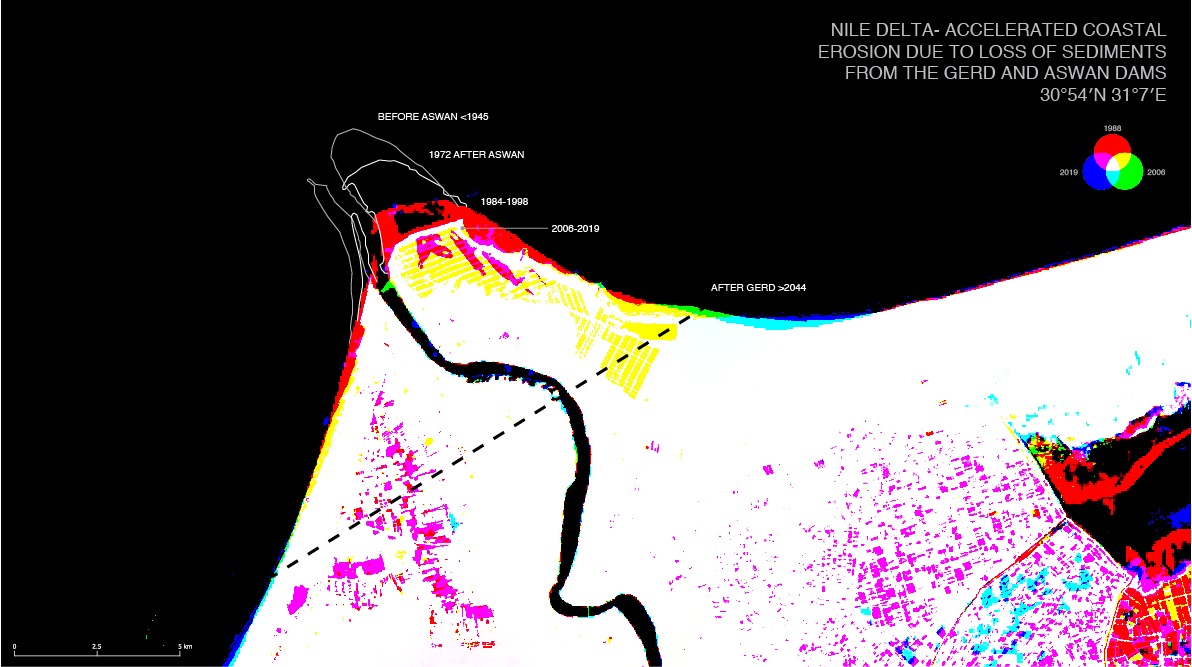 NILE DELTA- ACCELERATED COASTAL
EROSION DUE TO LOSS OF SEDIMENTS
FROM THE GERD AND ASWAN DAMS
30°54′N 31°7′E
1988
2019
2006
BEFORE ASWAN <1945
1972 AFTER ASWAN
1984-1998
2006-2019
AFTER GERD >2044
0
2.5
5 km